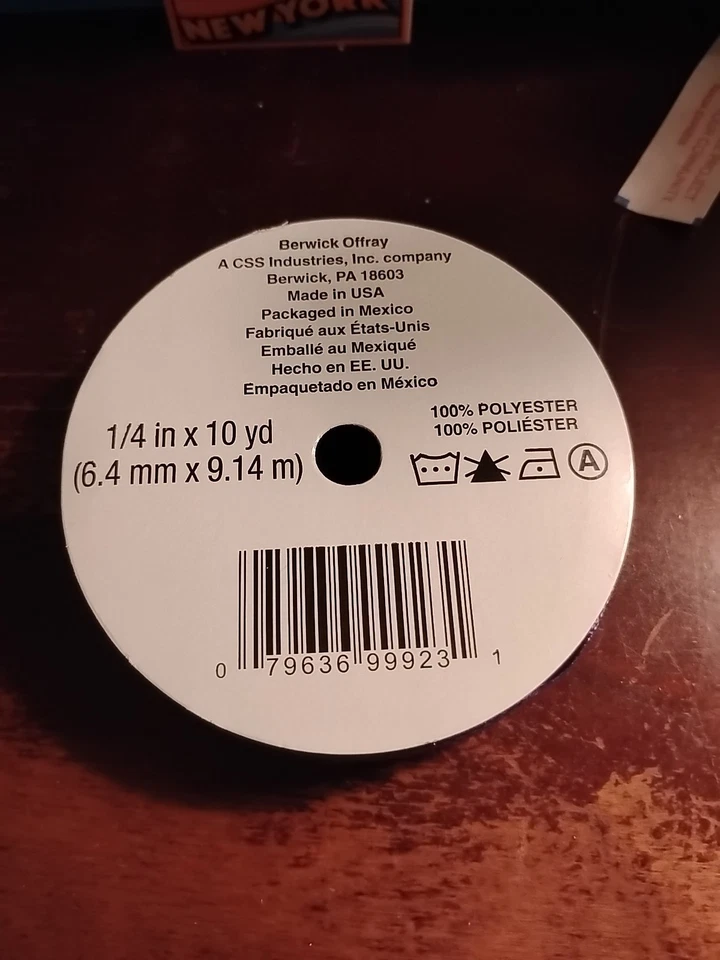 NEW YORK
Berwick Offray
A CSS Industries, Inc. company
Berwick, PA 18603
Made in USA
Packaged in Mexico
Fabriqué aux États-Unis
Emballé au Mexiqué
Hecho en EE. UU.
Empaquetado en México
1/4 in x 10 yd
(6.4 mm x 9.14 m)
100% POLYESTER
100% POLIÉSTER
A
0 79636 99923 1